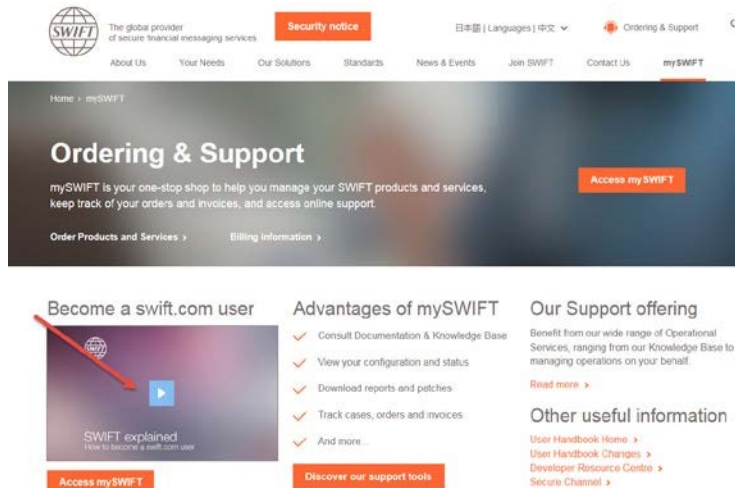 SWIFT
The global provider
of secure financial messaging services
Security notice
日本語 | Languages | 中文
Ordering & Support
About Us
Your Needs
Our Solutions
Standards
News & Events
Join SWIFT
Contact Us
mySWIFT
Home › mySWIFT
Ordering & Support
mySWIFT is your one-stop shop to help you manage your SWIFT products and services,
keep track of your orders and invoices, and access online support.
Access mySWIFT
Order Products and Services ›
Billing information ›
Become a swift.com user
SWIFT explained
How to become a swift.com user
Access mySWIFT
Advantages of mySWIFT
Consult Documentation & Knowledge Base
View your configuration and status
Download reports and patches
Track cases, orders and invoices
And more...
Discover our support tools
Our Support offering
Benefit from our wide range of Operational
Services, ranging from our Knowledge Base to
managing operations on your behalf.
Read more ›
Other useful information
User Handbook Home ›
User Handbook Changes ›
Developer Resource Centre ›
Secure Channel ›